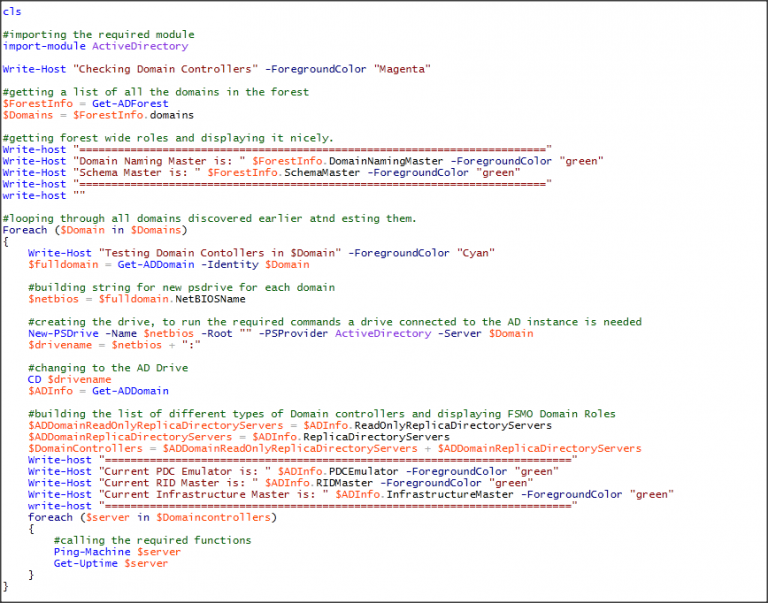 cls
#importing the required module
import-module ActiveDirectory
Write-Host "Checking Domain Controllers" -ForegroundColor "Magenta"
#getting a list of all the domains in the forest
$ForestInfo = Get-ADForest
$Domains = $ForestInfo.domains
#getting forest wide roles and displaying it nicely.
Write-host "========================================================================="
Write-Host "Domain Naming Master is: " $ForestInfo.DomainNamingMaster -ForegroundColor "green"
Write-Host "Schema Master is: " $ForestInfo.SchemaMaster -ForegroundColor "green"
Write-host "========================================================================="
write-host ""
#looping through all domains discovered earlier atnd esting them.
Foreach ($Domain in $Domains)
{
    Write-Host "Testing Domain Contollers in $Domain" -ForegroundColor "Cyan"
    $fulldomain = Get-ADDomain -Identity $Domain
    #building string for new psdrive for each domain
    $netbios = $fulldomain.NetBIOSName
    #creating the drive, to run the required commands a drive connected to the AD instance is needed
    New-PSDrive -Name $netbios -Root "" -PSProvider ActiveDirectory -Server $Domain
    $drivename = $netbios + ":"
    #changing to the AD Drive
    CD $drivename
    $ADInfo = Get-ADDomain
    #building the list of different types of Domain controllers and displaying FSMO Domain Roles
    $ADDomainReadOnlyReplicaDirectoryServers = $ADInfo.ReadOnlyReplicaDirectoryServers
    $ADDomainReplicaDirectoryServers = $ADInfo.ReplicaDirectoryServers
    $DomainControllers = $ADDomainReadOnlyReplicaDirectoryServers + $ADDomainReplicaDirectoryServers
    Write-host "========================================================================="
    Write-Host "Current PDC Emulator is: " $ADInfo.PDCEmulator -ForegroundColor "green"
    Write-Host "Current RID Master is: " $ADInfo.RIDMaster -ForegroundColor "green"
    Write-Host "Current Infrastructure Master is: " $ADInfo.InfrastructureMaster -ForegroundColor "green"
    write-host "========================================================================="
    foreach ($server in $Domaincontrollers)
    {
        #calling the required functions
        Ping-Machine $server
        Get-Uptime $server
    }
}